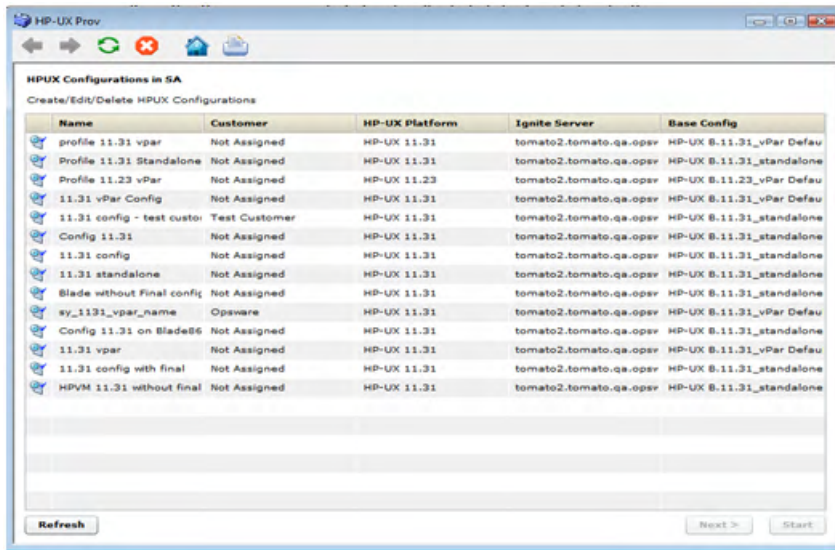 HP-UX Prov
HPUX Configurations in SA
Create/Edit/Delete HPUX Configurations
Name Customer HP-UX Platform Ignite Server Base Config
profile 11.31 vpar Not Assigned HP-UX 11.31 tomato2.tomato.qa.opsv HP-UX B.11.31_vPar Defau
Profile 11.31 Standalone Not Assigned HP-UX 11.31 tomato2.tomato.qa.opsv HP-UX B.11.31_standalone
Profile 11.23 vPar Not Assigned HP-UX 11.23 tomato2.tomato.qa.opsv HP-UX B.11.23_vPar Defau
11.31 vPar Config Not Assigned HP-UX 11.31 tomato2.tomato.qa.opsv HP-UX B.11.31_vPar Defau
11.31 config - test custo Test Customer HP-UX 11.31 tomato2.tomato.qa.opsv HP-UX B.11.31_standalone
Config 11.31 Not Assigned HP-UX 11.31 tomato2.tomato.qa.opsv HP-UX B.11.31_standalone
11.31 config Not Assigned HP-UX 11.31 tomato2.tomato.qa.opsv HP-UX B.11.31_standalone
11.31 standalone Not Assigned HP-UX 11.31 tomato2.tomato.qa.opsv HP-UX B.11.31_standalone
Blade without Final config Not Assigned HP-UX 11.31 tomato2.tomato.qa.opsv HP-UX B.11.31_standalone
sy_1131_vpar_name Opsware HP-UX 11.31 tomato2.tomato.qa.opsv HP-UX B.11.31_vPar Defau
Config 11.31 on Blade86 Not Assigned HP-UX 11.31 tomato2.tomato.qa.opsv HP-UX B.11.31_standalone
11.31 vpar Not Assigned HP-UX 11.31 tomato2.tomato.qa.opsv HP-UX B.11.31_vPar Defau
11.31 config with final Not Assigned HP-UX 11.31 tomato2.tomato.qa.opsv HP-UX B.11.31_standalone
HPVM 11.31 without final Not Assigned HP-UX 11.31 tomato2.tomato.qa.opsv HP-UX B.11.31_standalone
Refresh Next > Start